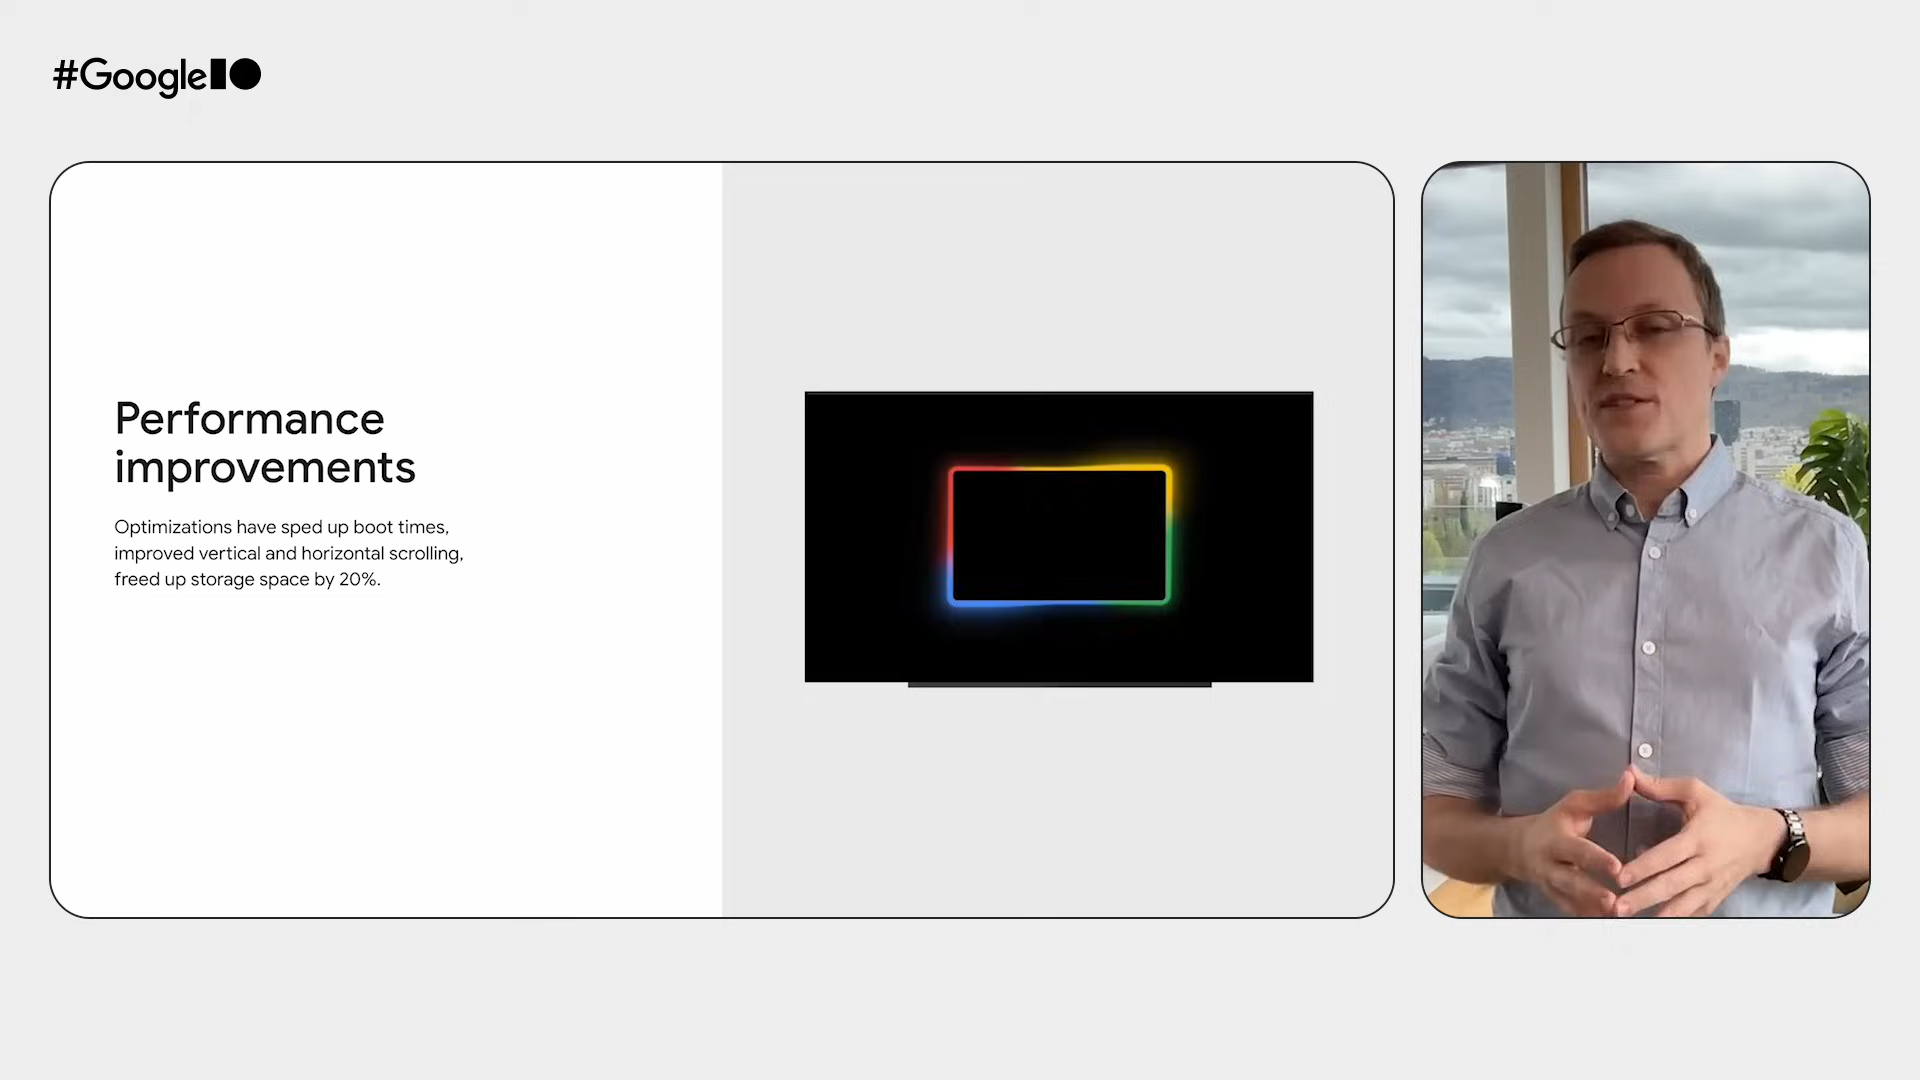 #GoogleIO
Performance
improvements
Optimizations have sped up boot times,
improved vertical and horizontal scrolling,
freed up storage space by 20%.